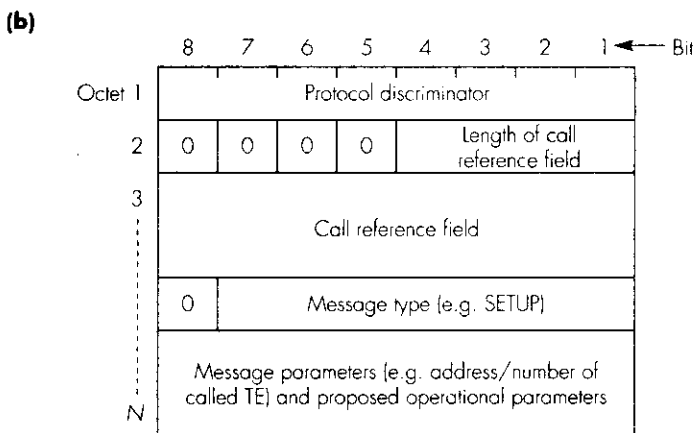 (b)
8 7 6 5 4 3 2 1 Bit
Octet 1 Protocol discriminator
2 0 0 0 0 Length of call
reference field
3
Call reference field
0 Message type (e.g. SETUP)
Message parameters (e.g. address/number of
called TE) and proposed operational parameters
N